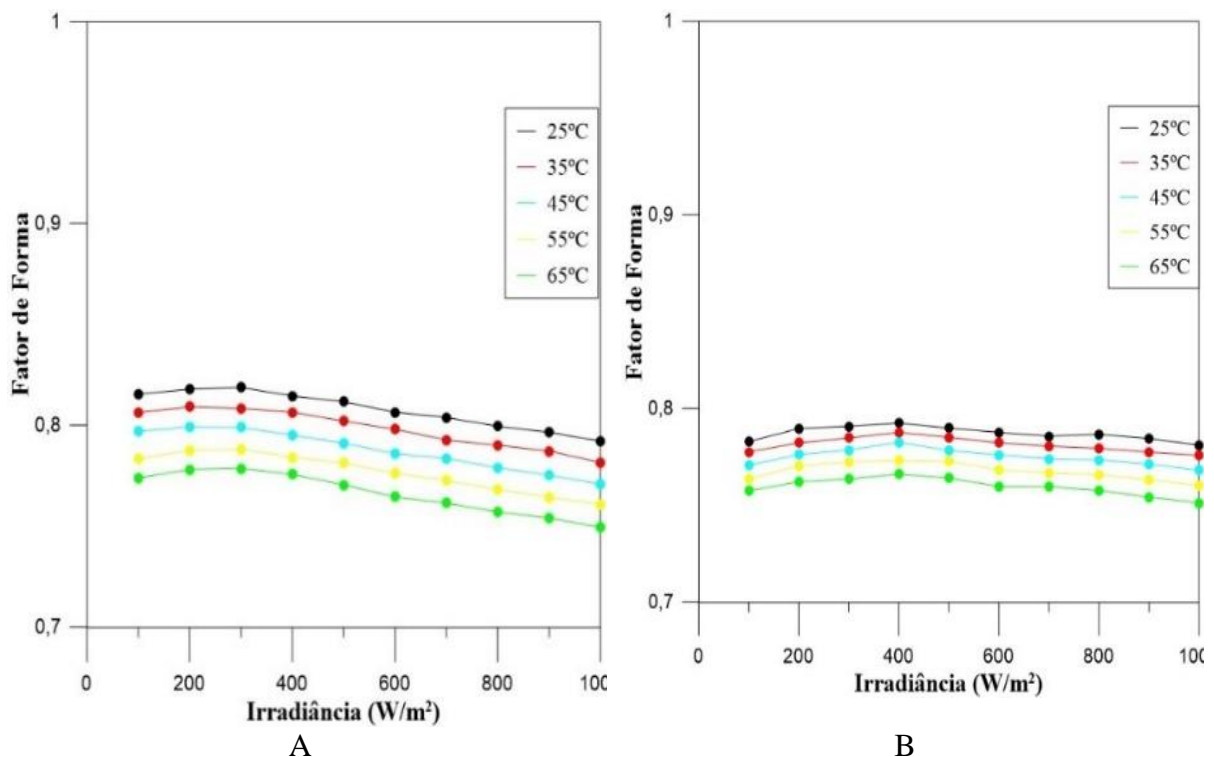 1
0,9
0,8
0,7
Fator de Forma
25ºC
35ºC
45ºC
55ºC
65ºC
0
200
400
600
800
100
Irradiância (W/m²)
A
1
0,9
0,8
0,7
Fator de Forma
25ºC
35ºC
45ºC
55ºC
65ºC
0
200
400
600
800
100
Irradiância (W/m²)
B